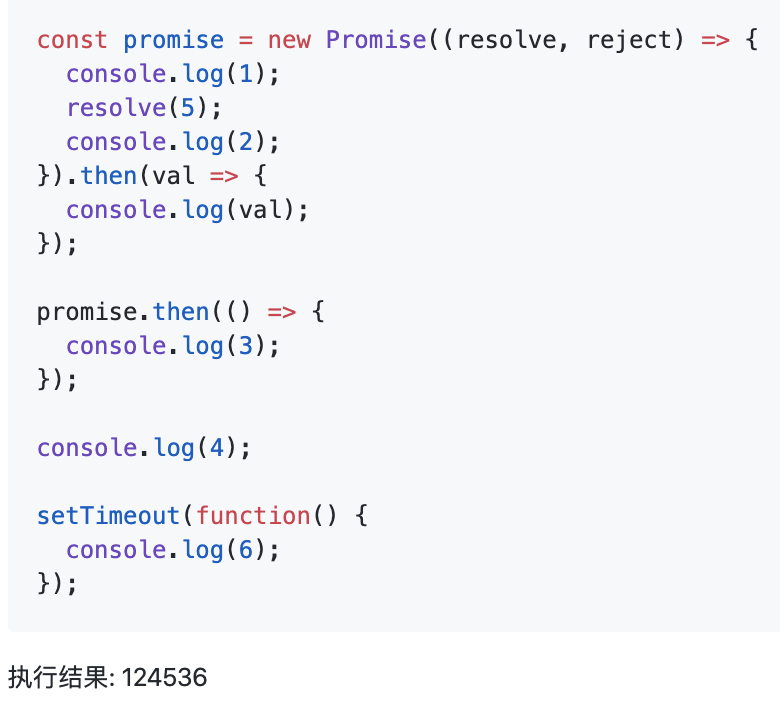 const promise = new Promise((resolve, reject) => {
  console.log(1);
  resolve(5);
  console.log(2);
}).then(val => {
  console.log(val);
});

promise.then(() => {
  console.log(3);
});

console.log(4);

setTimeout(function() {
  console.log(6);
});

执行结果: 124536